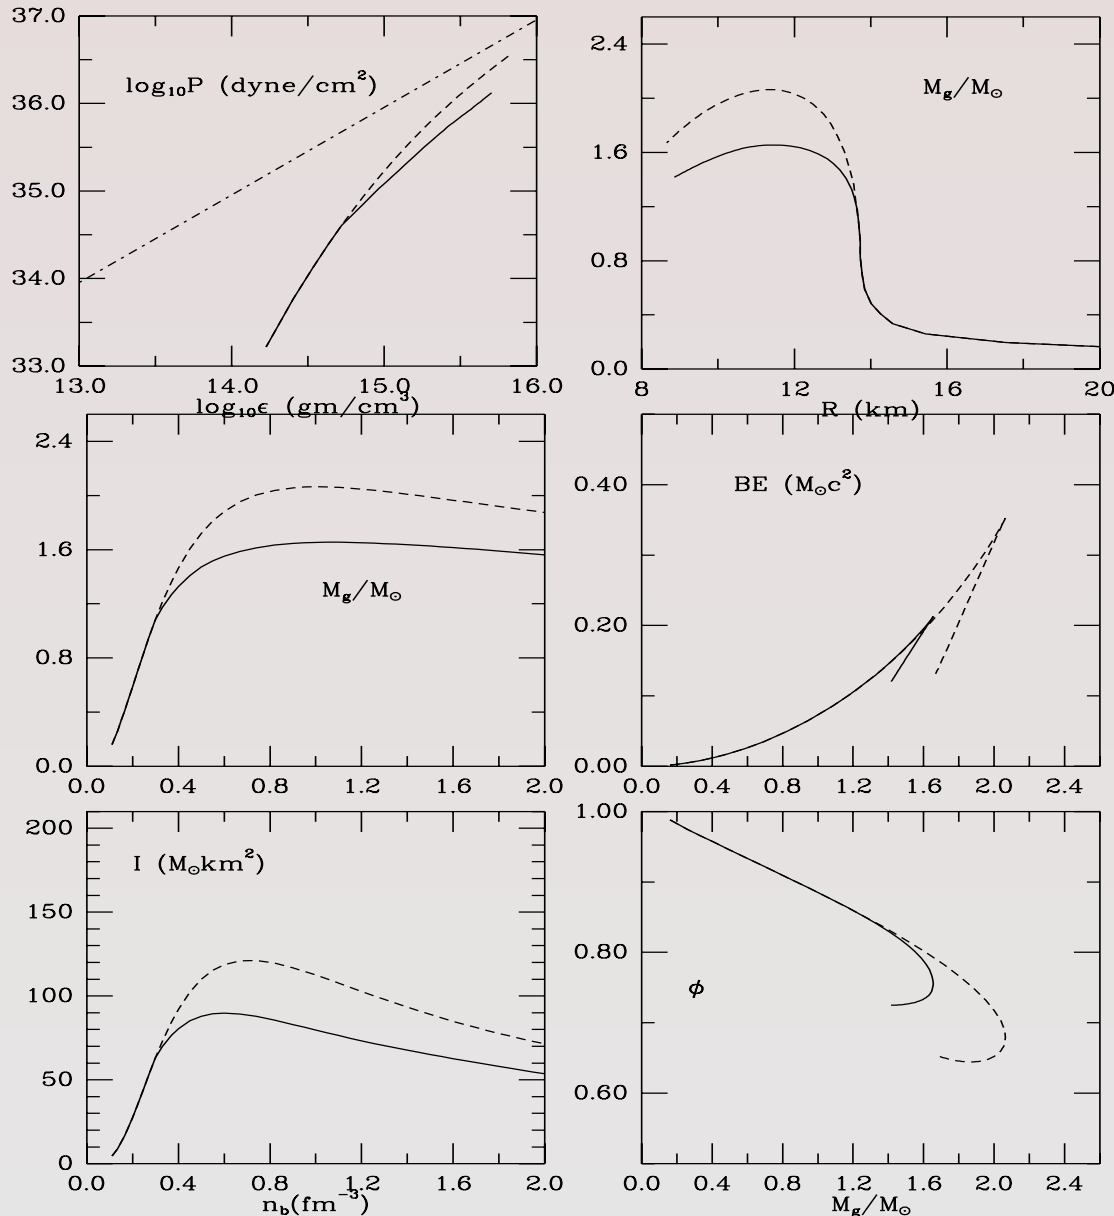 37.0
36.0
35.0
34.0
33.0
log₁₀P (dyne/cm²)
13.0 14.0 15.0 16.0
log₁₀ϵ (gm/cm³)
2.4
1.6
0.8
0.0
M_g/M_⊙
8 12 16 20
R (km)
2.4
1.6
0.8
0.0
M_g/M_⊙
0.0 0.4 0.8 1.2 1.6 2.0
0.40
0.20
0.00
BE (M_⊙c²)
0.0 0.4 0.8 1.2 1.6 2.0 2.4
200
150
100
50
0
I (M_⊙km²)
0.0 0.4 0.8 1.2 1.6 2.0
n_b(fm⁻³)
1.00
0.80
0.60
ϕ
0.0 0.4 0.8 1.2 1.6 2.0 2.4
M_g/M_⊙